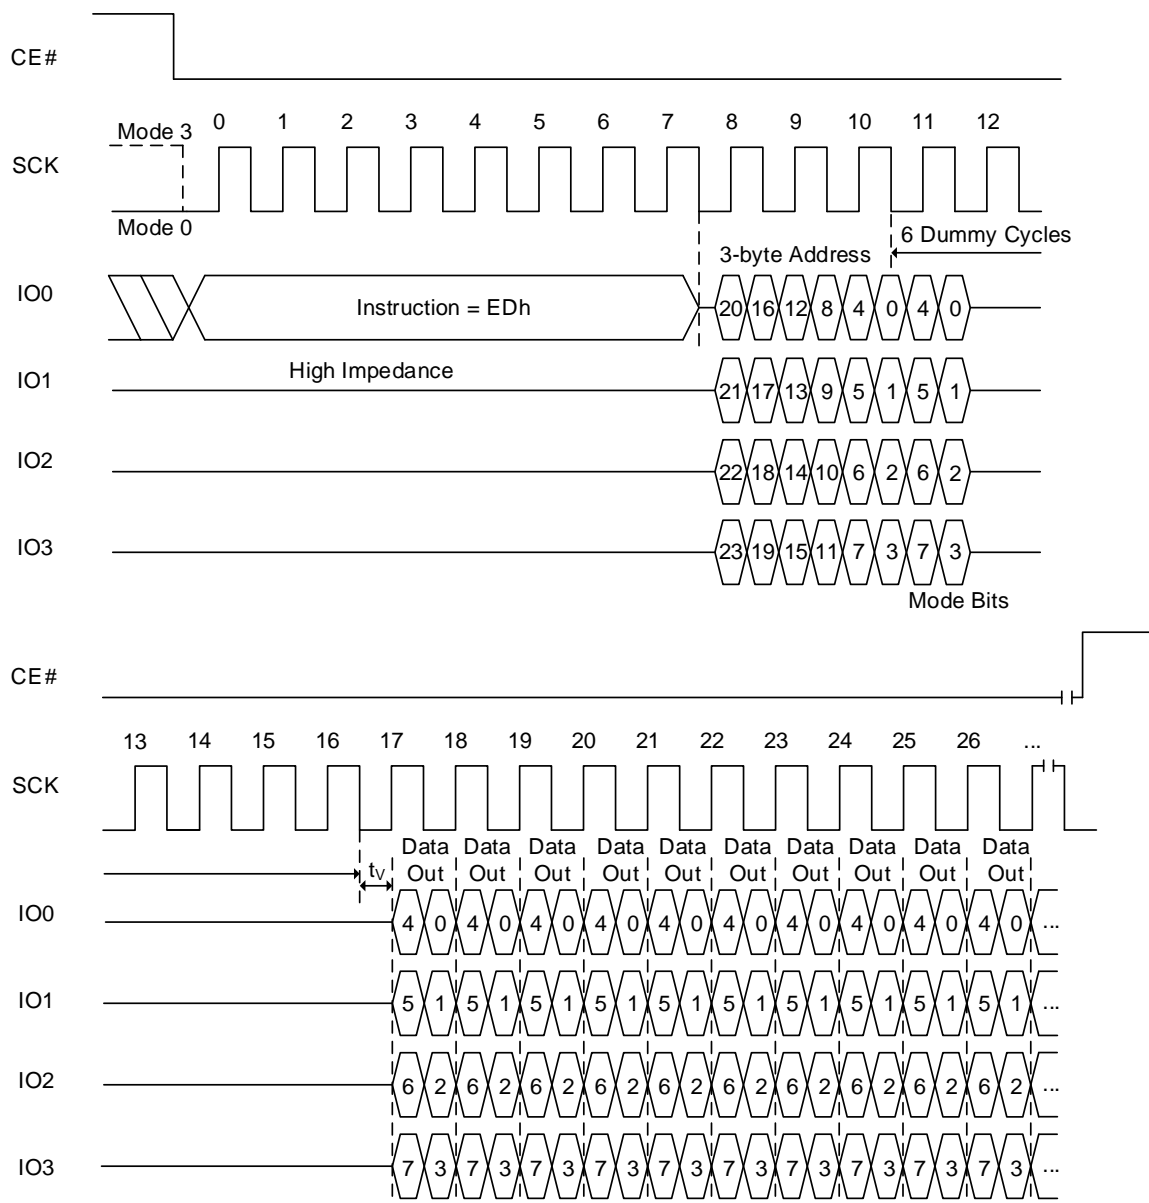 CE#
Mode 3 0 1 2 3 4 5 6 7 8 9 10 11 12
SCK
Mode 0
6 Dummy Cycles
3-byte Address
IO0 Instruction = EDh 20 16 12 8 4 0 4 0
High Impedance
IO1 21 17 13 9 5 1 5 1
IO2 22 18 14 10 6 2 6 2
IO3 23 19 15 11 7 3 7 3
Mode Bits
CE#
13 14 15 16 17 18 19 20 21 22 23 24 25 26 ...
SCK
Data Data Data Data Data Data Data Data Data Data
tV Out Out Out Out Out Out Out Out Out Out
IO0 4 0 4 0 4 0 4 0 4 0 4 0 4 0 4 0 4 0 4 0 ...
IO1 5 1 5 1 5 1 5 1 5 1 5 1 5 1 5 1 5 1 5 1 ...
IO2 6 2 6 2 6 2 6 2 6 2 6 2 6 2 6 2 6 2 6 2 ...
IO3 7 3 7 3 7 3 7 3 7 3 7 3 7 3 7 3 7 3 7 3 ...